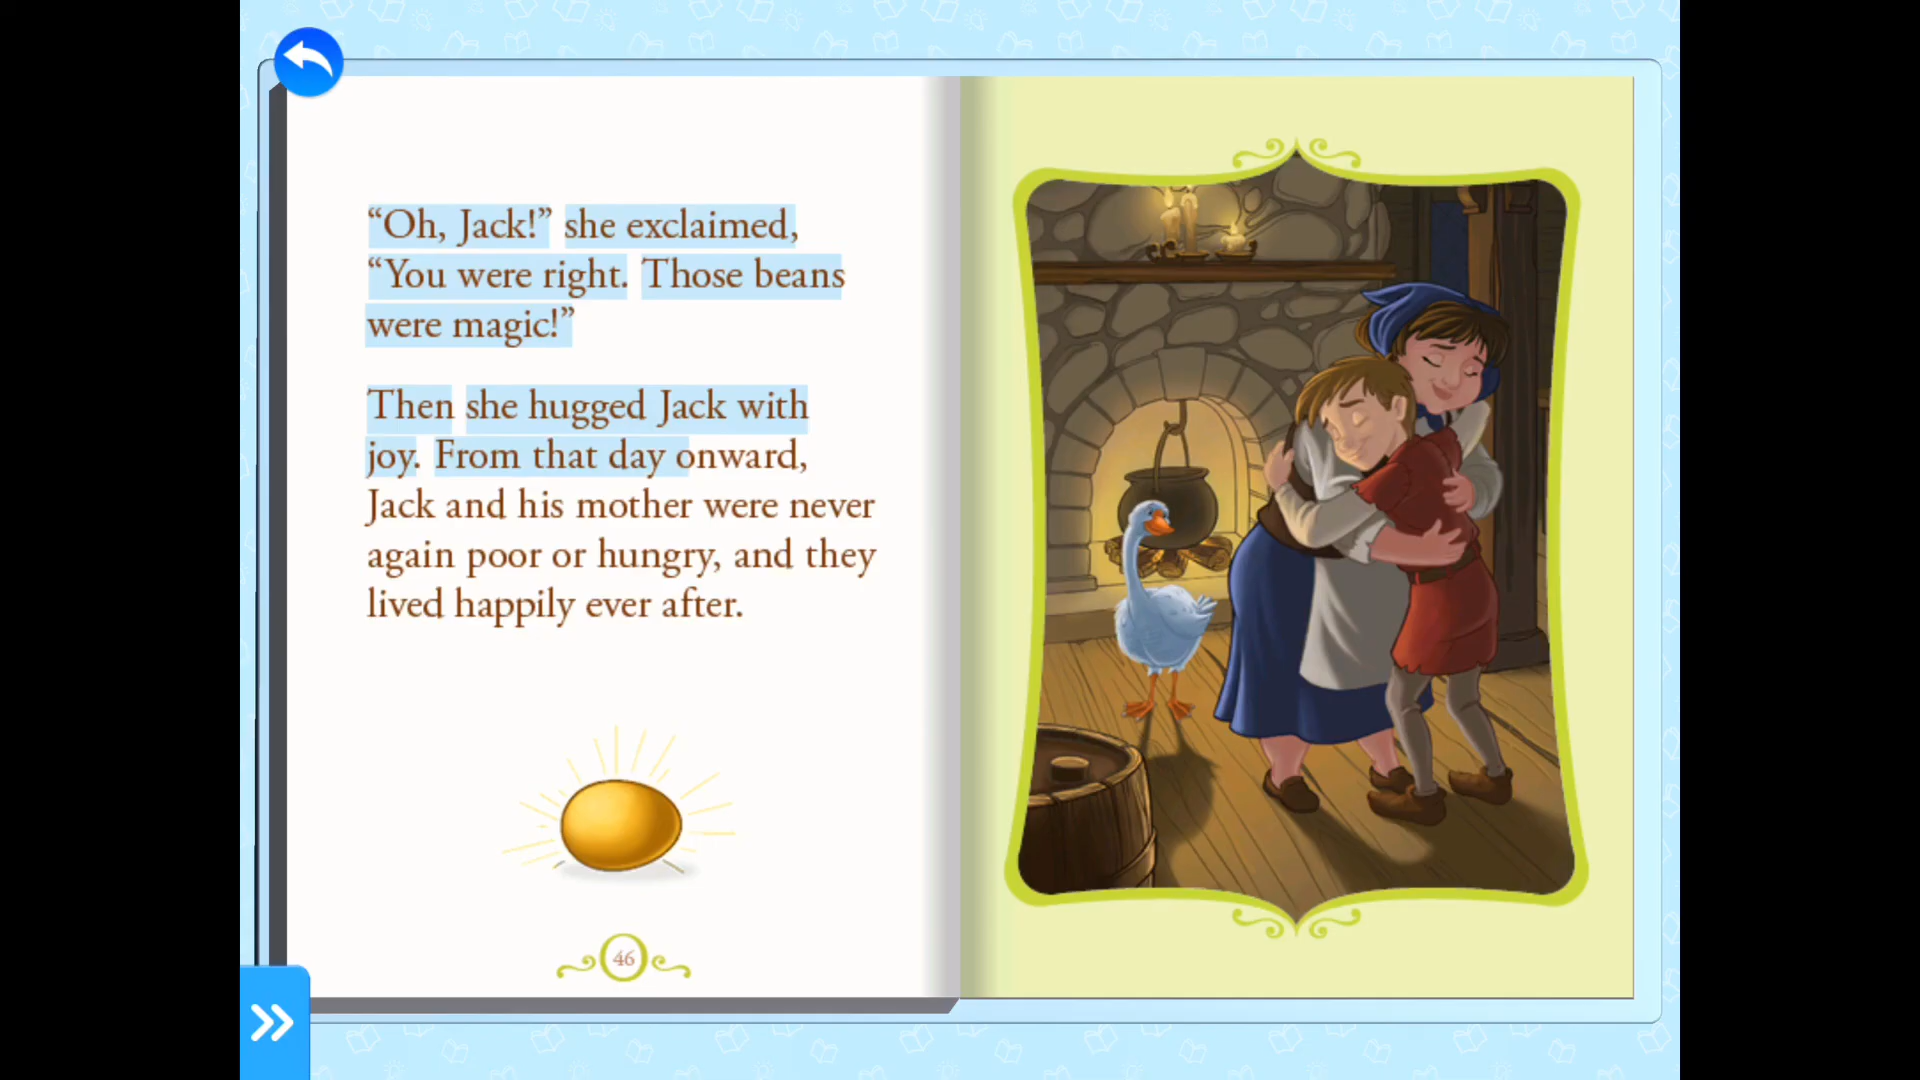 “Oh, Jack!” she exclaimed,
“You were right. Those beans
were magic!”
Then she hugged Jack with
joy. From that day onward,
Jack and his mother were never
again poor or hungry, and they
lived happily ever after.
46